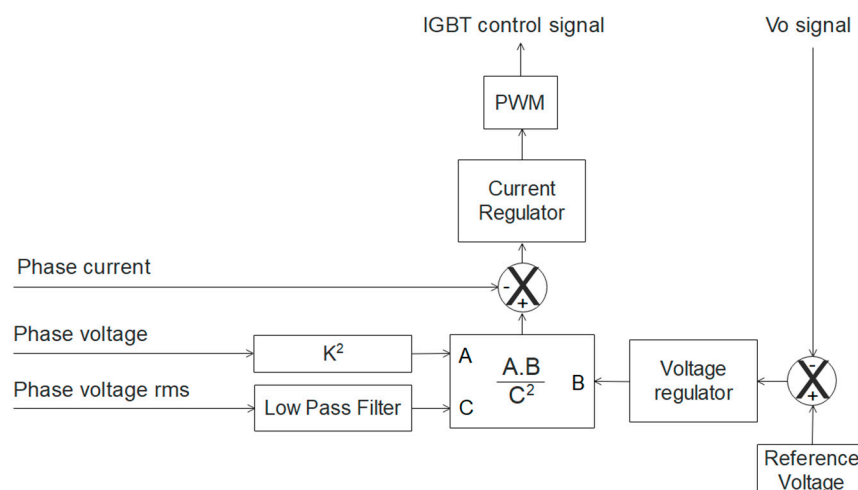 IGBT control signal
Vo signal
PWM
Current
Regulator
Phase current
-
+
Phase voltage
K²
A
A.B
C²
B
C
Phase voltage rms
Low Pass Filter
Voltage
regulator
-
+
Reference
Voltage